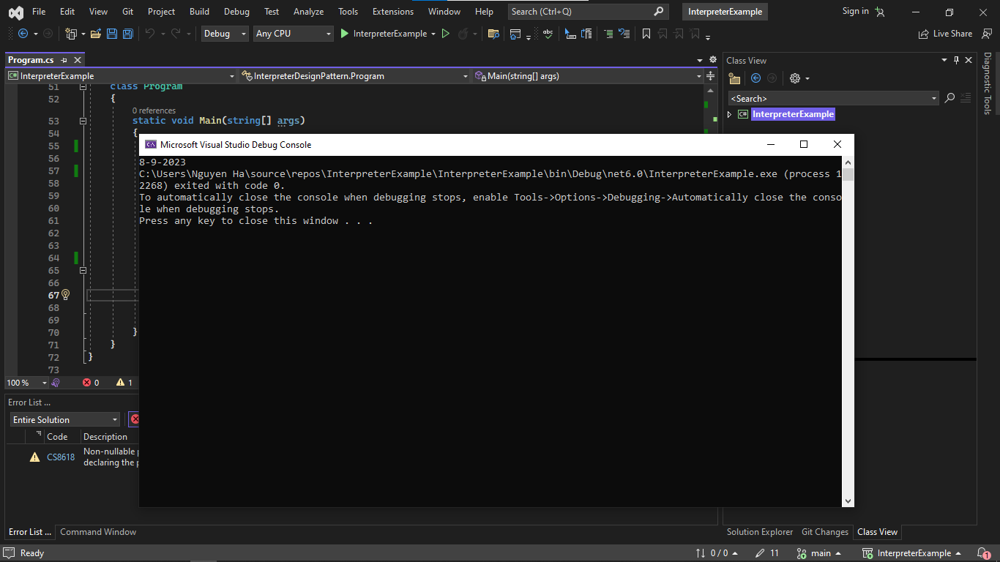 File Edit View Git Project Build Debug Test Analyze Tools Extensions Window Help Search (Ctrl+Q) InterpreterExample Sign in
Debug Any CPU InterpreterExample Live Share
Program.cs
InterpreterExample InterpreterDesignPattern.Program Main(string[] args)
51 class Program
52 {
0 references
53 static void Main(string[] args)
54 {
55
56
57
58
59
60
61
62
63
64
65
66
67
68
69
70 }
71 }
72 }
73
100 % 0 1
Microsoft Visual Studio Debug Console
8-9-2023
C:\Users\Nguyen Ha\source\repos\InterpreterExample\InterpreterExample\bin\Debug\net6.0\InterpreterExample.exe (process 1
2268) exited with code 0.
To automatically close the console when debugging stops, enable Tools->Options->Debugging->Automatically close the conso
le when debugging stops.
Press any key to close this window . . .
Class View
<Search>
InterpreterExample
Diagnostic Tools
Error List ...
Entire Solution
Code Description
CS8618 Non-nullable
declaring the
Error List ... Command Window
Solution Explorer Git Changes Class View
Ready 0 / 0 11 main InterpreterExample 1